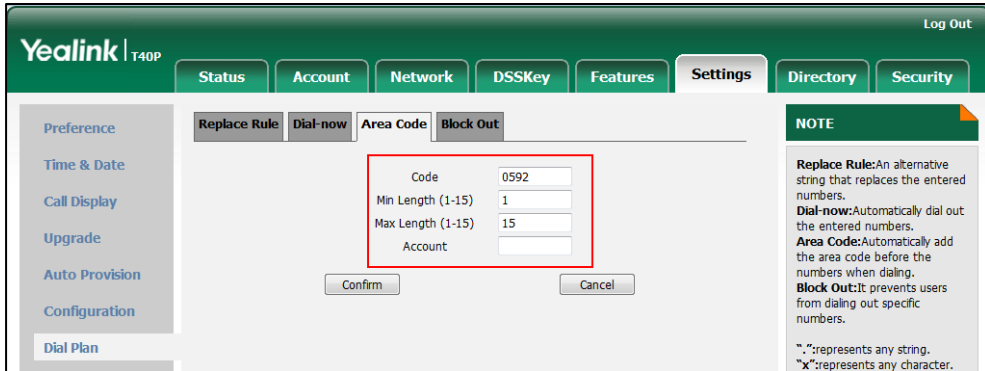 Log Out
Yealink | T40P
Status Account Network DSSKey Features Settings Directory Security
Preference
Time & Date
Call Display
Upgrade
Auto Provision
Configuration
Dial Plan
Replace Rule Dial-now Area Code Block Out
Code 0592
Min Length (1-15) 1
Max Length (1-15) 15
Account
Confirm Cancel
NOTE
Replace Rule:An alternative
string that replaces the entered
numbers.
Dial-now:Automatically dial out
the entered numbers.
Area Code:Automatically add
the area code before the
numbers when dialing.
Block Out:It prevents users
from dialing out specific
numbers.
".":represents any string.
"x":represents any character.